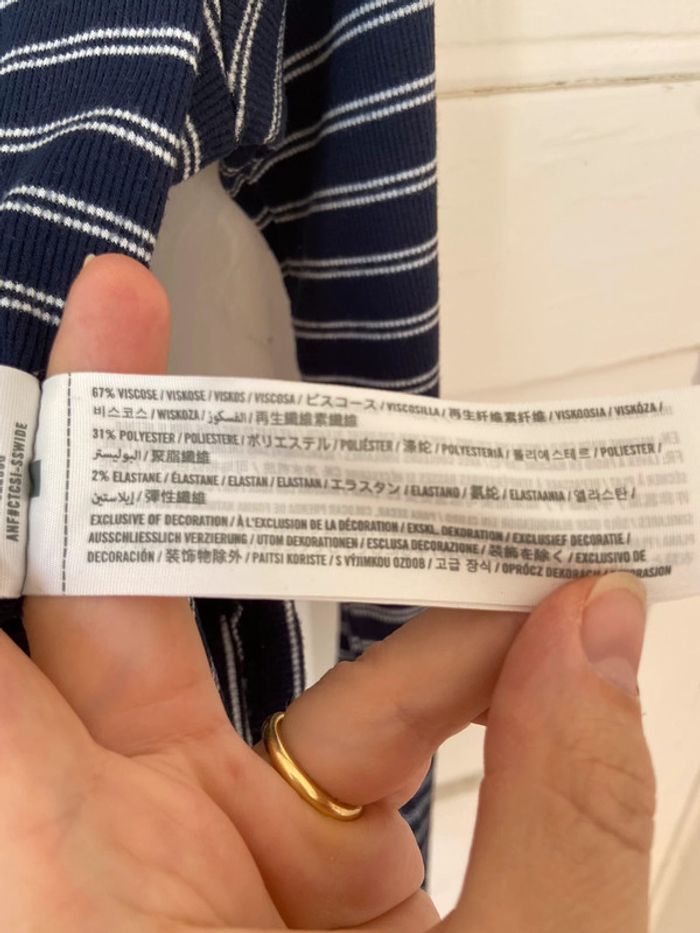 67% VISCOSE / VISKOSE / VISKOS / VISCOSA / ビスコース / VISCOSILLA / 再生纤维素纤维 / VISKOOSIA / VISKÓZA /
비스코스 / WISKOZA / الفسكوز / 再生纖維素纖維
31% POLYESTER / POLIESTERE / ポリエステル / POLIÉSTER / 涤纶 / POLYESTERIA / 폴리에스테르 / POLIESTER /
البوليستر / 聚脂纖維
2% ELASTANE / ÉLASTANE / ELASTAN / ELASTAAN / エラスタン / ELASTANO / 氨纶 / ELASTAANIA / 엘라스탄 /
إيلاستين / 彈性纖維
EXCLUSIVE OF DECORATION / À L'EXCLUSION DE LA DÉCORATION / EKSKL. DEKORATION / EXCLUSIEF DECORATIE /
AUSSCHLIESSLICH VERZIERUNG / UTOM DEKORATIONEN / ESCLUSA DECORAZIONE / 装飾を除く / EXCLUSIVO DE
DECORACIÓN / 装饰物除外 / PAITSI KORISTE / S VÝJIMKOU OZDOB / 고급 장식 / OPRÓCZ
ANF#CTCSI-SSWIDE